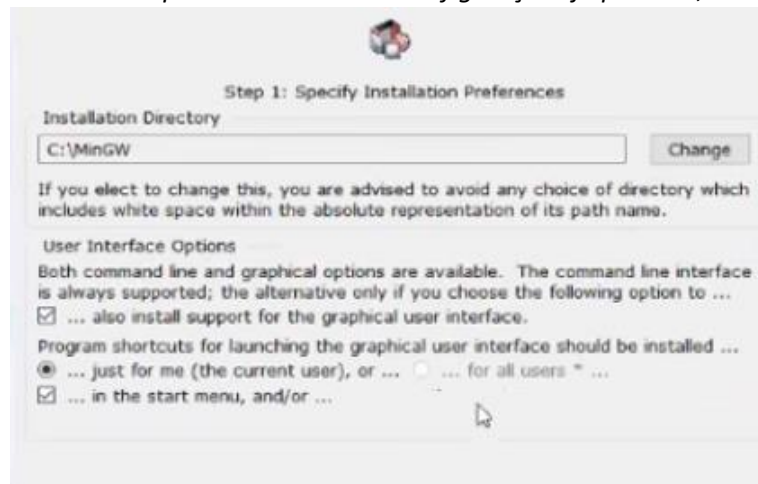 Step 1: Specify Installation Preferences
Installation Directory
C:\MinGW
Change
If you elect to change this, you are advised to avoid any choice of directory which
includes white space within the absolute representation of its path name.
User Interface Options
Both command line and graphical options are available. The command line interface
is always supported; the alternative only if you choose the following option to ...
... also install support for the graphical user interface.
Program shortcuts for launching the graphical user interface should be installed ...
... just for me (the current user), or ... ... for all users * ...
... in the start menu, and/or ...